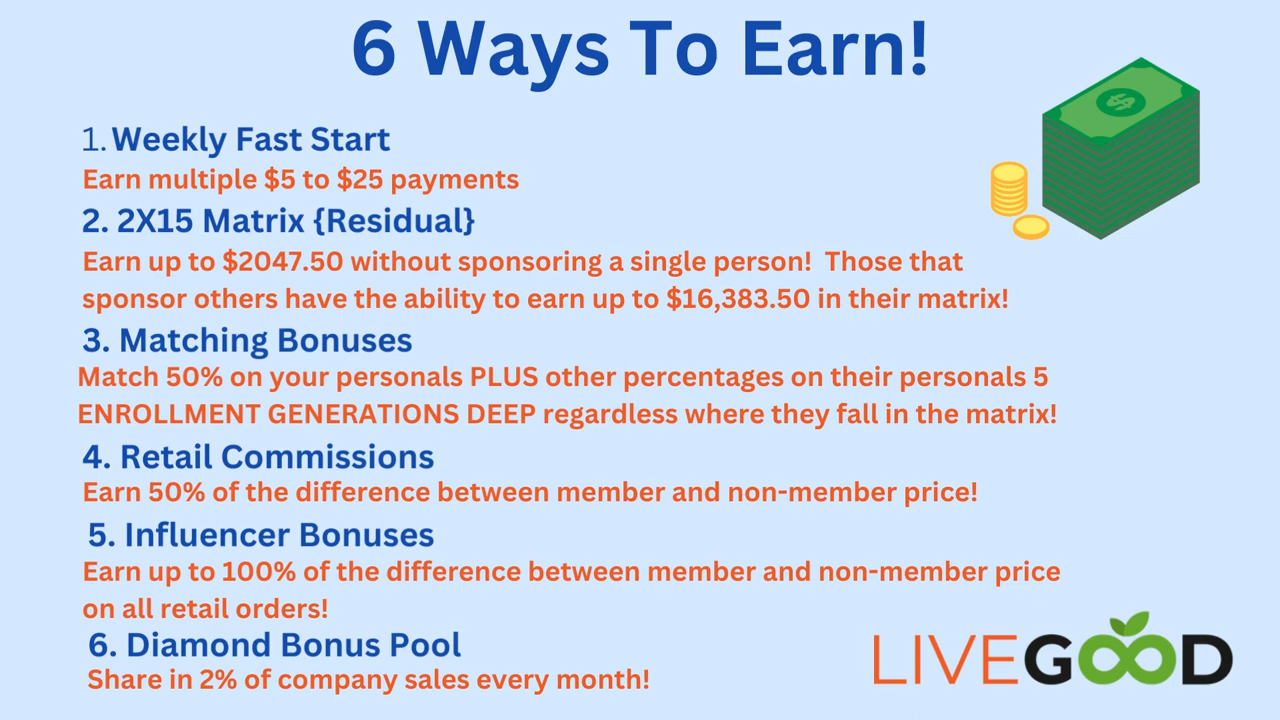 6 Ways To Earn!
1. Weekly Fast Start
Earn multiple $5 to $25 payments
2. 2X15 Matrix {Residual}
Earn up to $2047.50 without sponsoring a single person! Those that
sponsor others have the ability to earn up to $16,383.50 in their matrix!
3. Matching Bonuses
Match 50% on your personals PLUS other percentages on their personals 5
ENROLLMENT GENERATIONS DEEP regardless where they fall in the matrix!
4. Retail Commissions
Earn 50% of the difference between member and non-member price!
5. Influencer Bonuses
Earn up to 100% of the difference between member and non-member price
on all retail orders!
6. Diamond Bonus Pool
Share in 2% of company sales every month!
LIVEGOOD